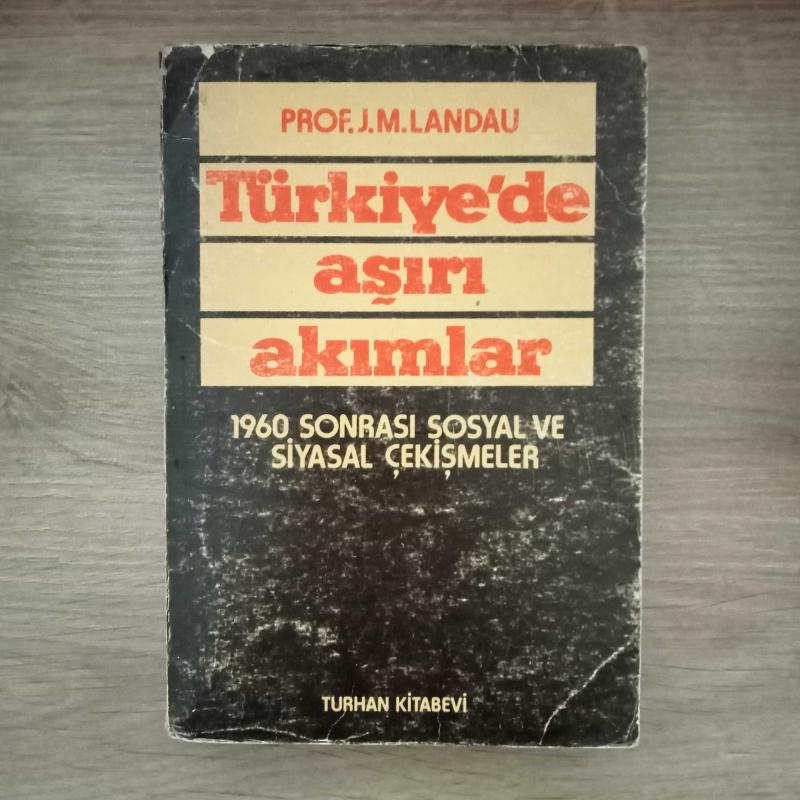 PROF. J.M.LANDAU
Türkiye'de
aşırı
akımlar
1960 SONRASI SOSYAL VE
SİYASAL ÇEKİŞMELER
TURHAN KİTABEVİ